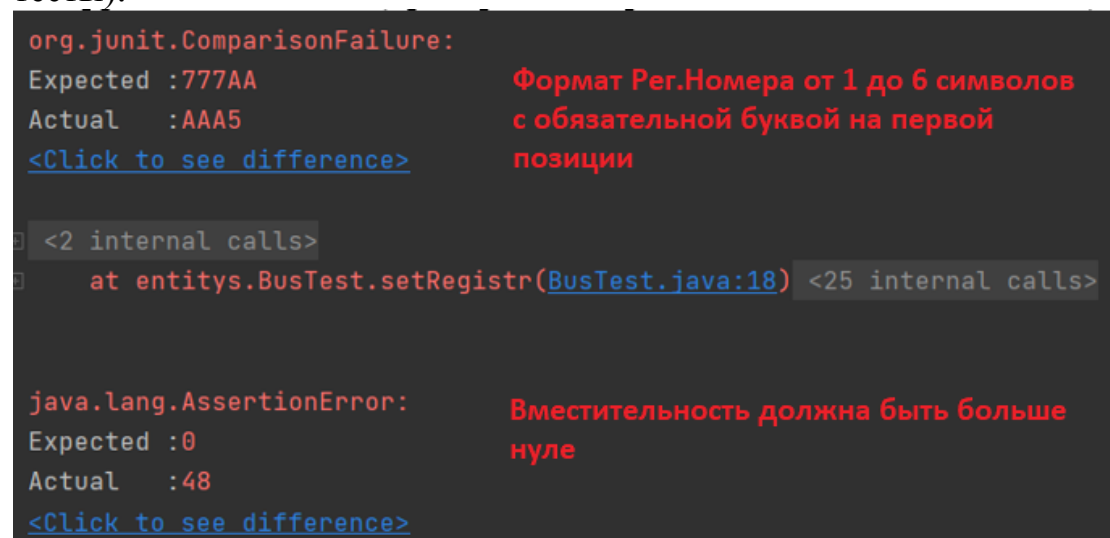 org.junit.ComparisonFailure:
Expected :777AA
Actual :AAA5
<Click to see difference>
Формат Рег.Номера от 1 до 6 символов
с обязательной буквой на первой
позиции
<2 internal calls>
at entitys.BusTest.setRegistr(BusTest.java:18) <25 internal calls>
java.lang.AssertionError:
Expected :0
Actual :48
<Click to see difference>
Вместительность должна быть больше
нуле